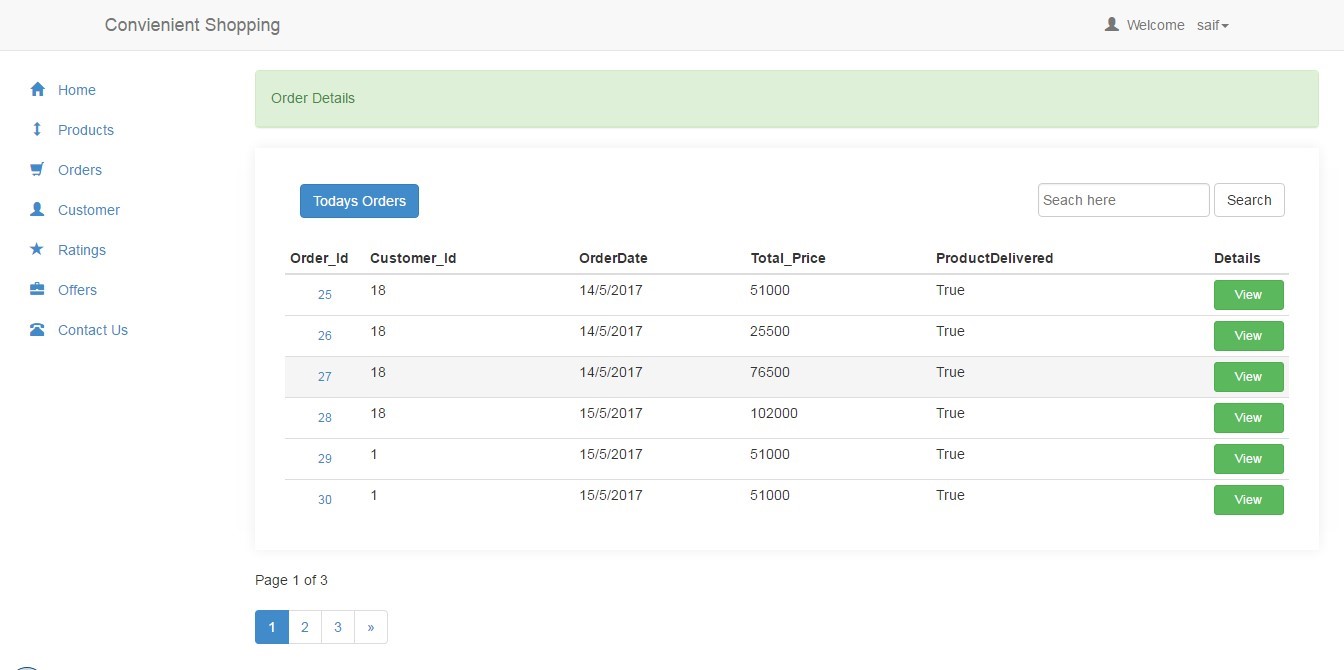 Convienient Shopping Welcome saif
Home
Products
Orders
Customer
Ratings
Offers
Contact Us
Order Details
Todays Orders Seach here Search
Order_Id Customer_Id OrderDate Total_Price ProductDelivered Details
25 18 14/5/2017 51000 True View
26 18 14/5/2017 25500 True View
27 18 14/5/2017 76500 True View
28 18 15/5/2017 102000 True View
29 1 15/5/2017 51000 True View
30 1 15/5/2017 51000 True View
Page 1 of 3
1 2 3 »